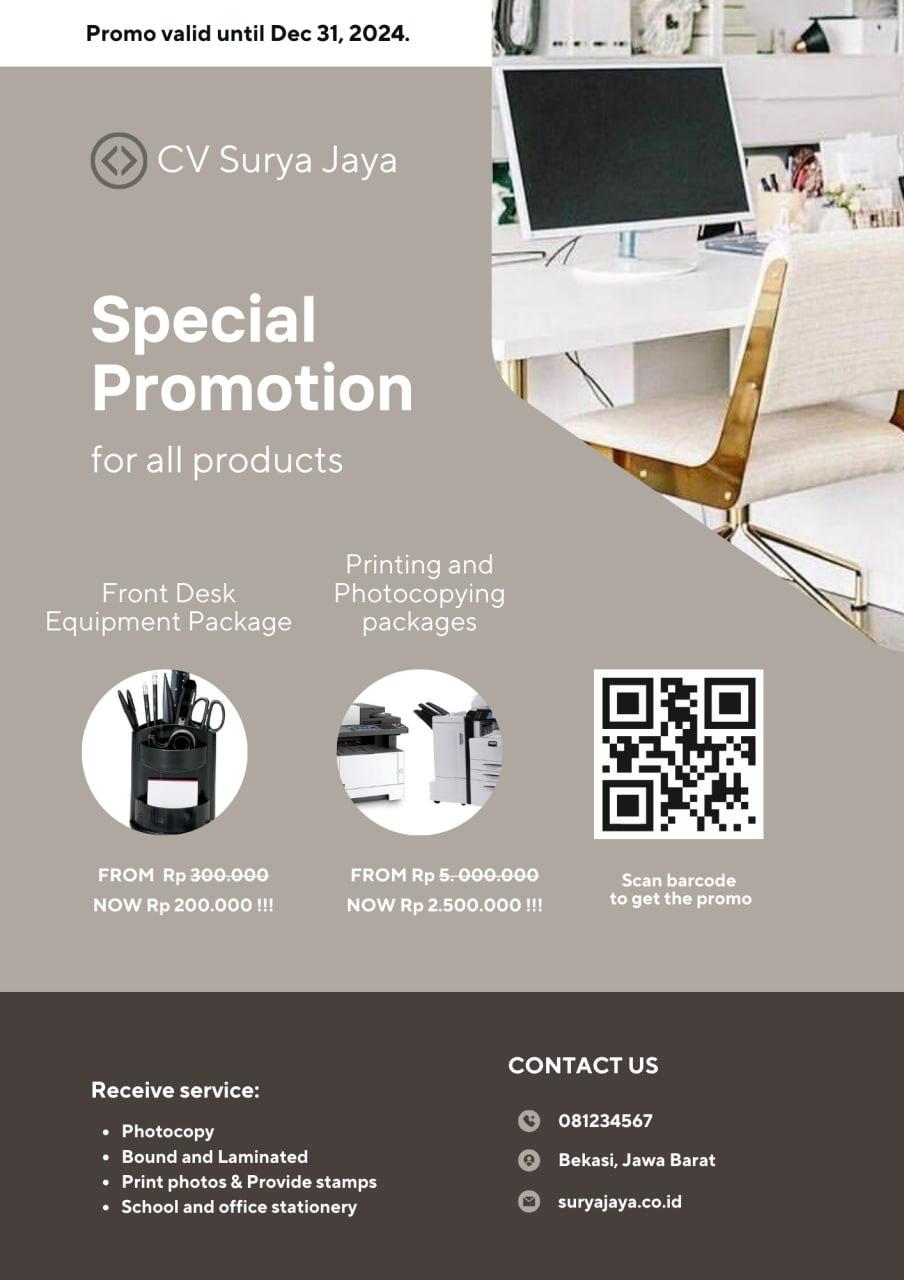 Promo valid until Dec 31, 2024.
CV Surya Jaya
Special
Promotion
for all products
Front Desk
Equipment Package
Printing and
Photocopying
packages
FROM Rp 300.000
NOW Rp 200.000 !!!
FROM Rp 5.000.000
NOW Rp 2.500.000 !!!
Scan barcode
to get the promo
Receive service:
• Photocopy
• Bound and Laminated
• Print photos & Provide stamps
• School and office stationery
CONTACT US
081234567
Bekasi, Jawa Barat
suryajaya.co.id